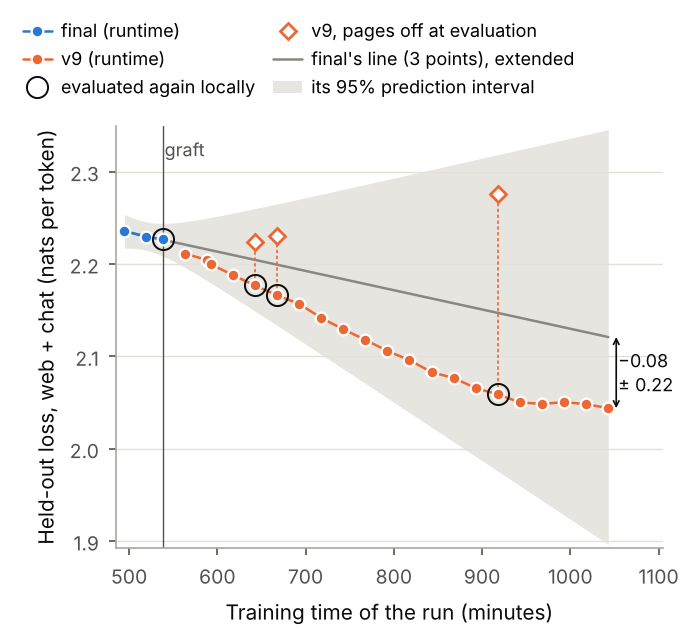 final (runtime)
v9 (runtime)
evaluated again locally
v9, pages off at evaluation
final's line (3 points), extended
its 95% prediction interval
Held-out loss, web + chat (nats per token)
graft
2.3
2.2
2.1
2.0
1.9
−0.08
± 0.22
500 600 700 800 900 1000 1100
Training time of the run (minutes)